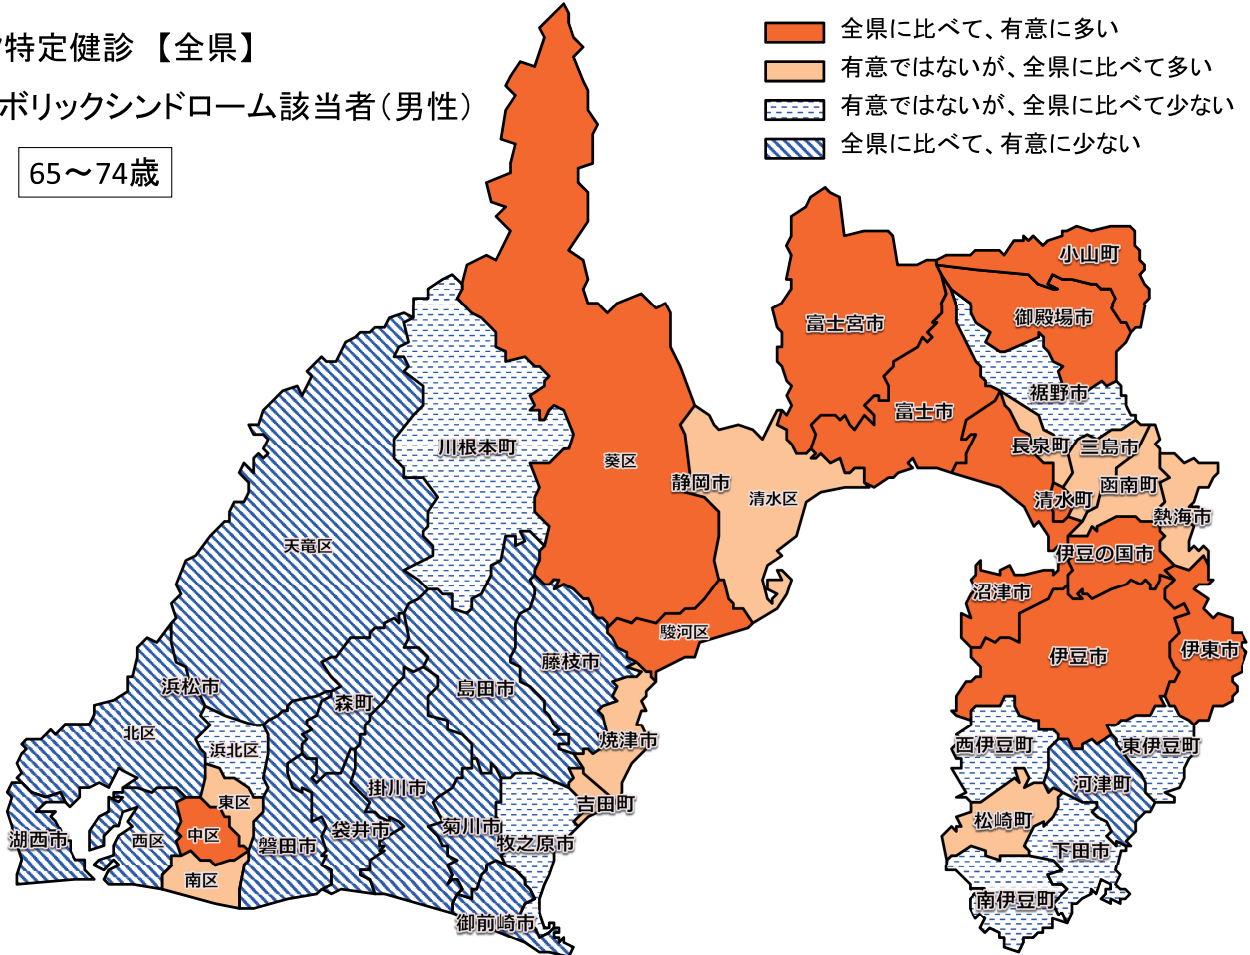 特定健診 【全県】
ボリックシンドローム該当者(男性)
65～74歳
全県に比べて、有意に多い
有意ではないが、全県に比べて多い
有意ではないが、全県に比べて少ない
全県に比べて、有意に少ない
小山町
御殿場市
富士宮市
裾野市
富士市
川根本町
長泉町
三島市
葵区
静岡市
清水区
函南町
清水町
熱海市
天竜区
伊豆の国市
沼津市
駿河区
伊豆市
伊東市
藤枝市
浜松市
島田市
森町
北区
浜北区
焼津市
西伊豆町
東伊豆町
河津町
掛川市
東区
吉田町
松崎町
湖西市
西区
中区
磐田市
袋井市
菊川市
牧之原市
下田市
南区
南伊豆町
御前崎市